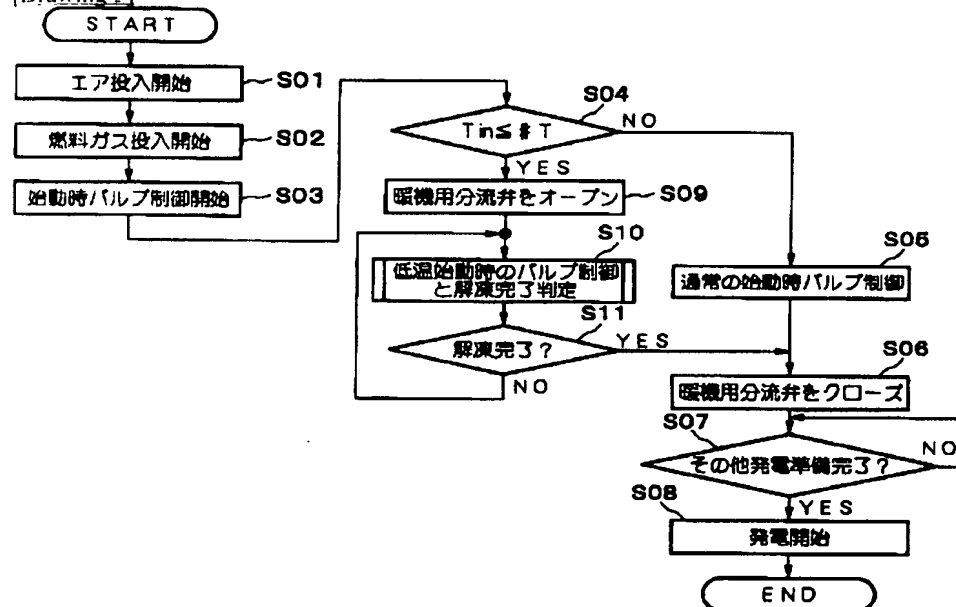 START
エア投入開始
S01
燃料ガス投入開始
S02
始動時バルブ制御開始
S03
S04
Tin≦#T
NO
YES
暖機用分流弁をオープン
S09
S10
低温始動時のバルブ制御
と解凍完了判定
S11
解凍完了?
YES
NO
S05
通常の始動時バルブ制御
S06
暖機用分流弁をクローズ
S07
その他発電準備完了?
NO
YES
S08
発電開始
END